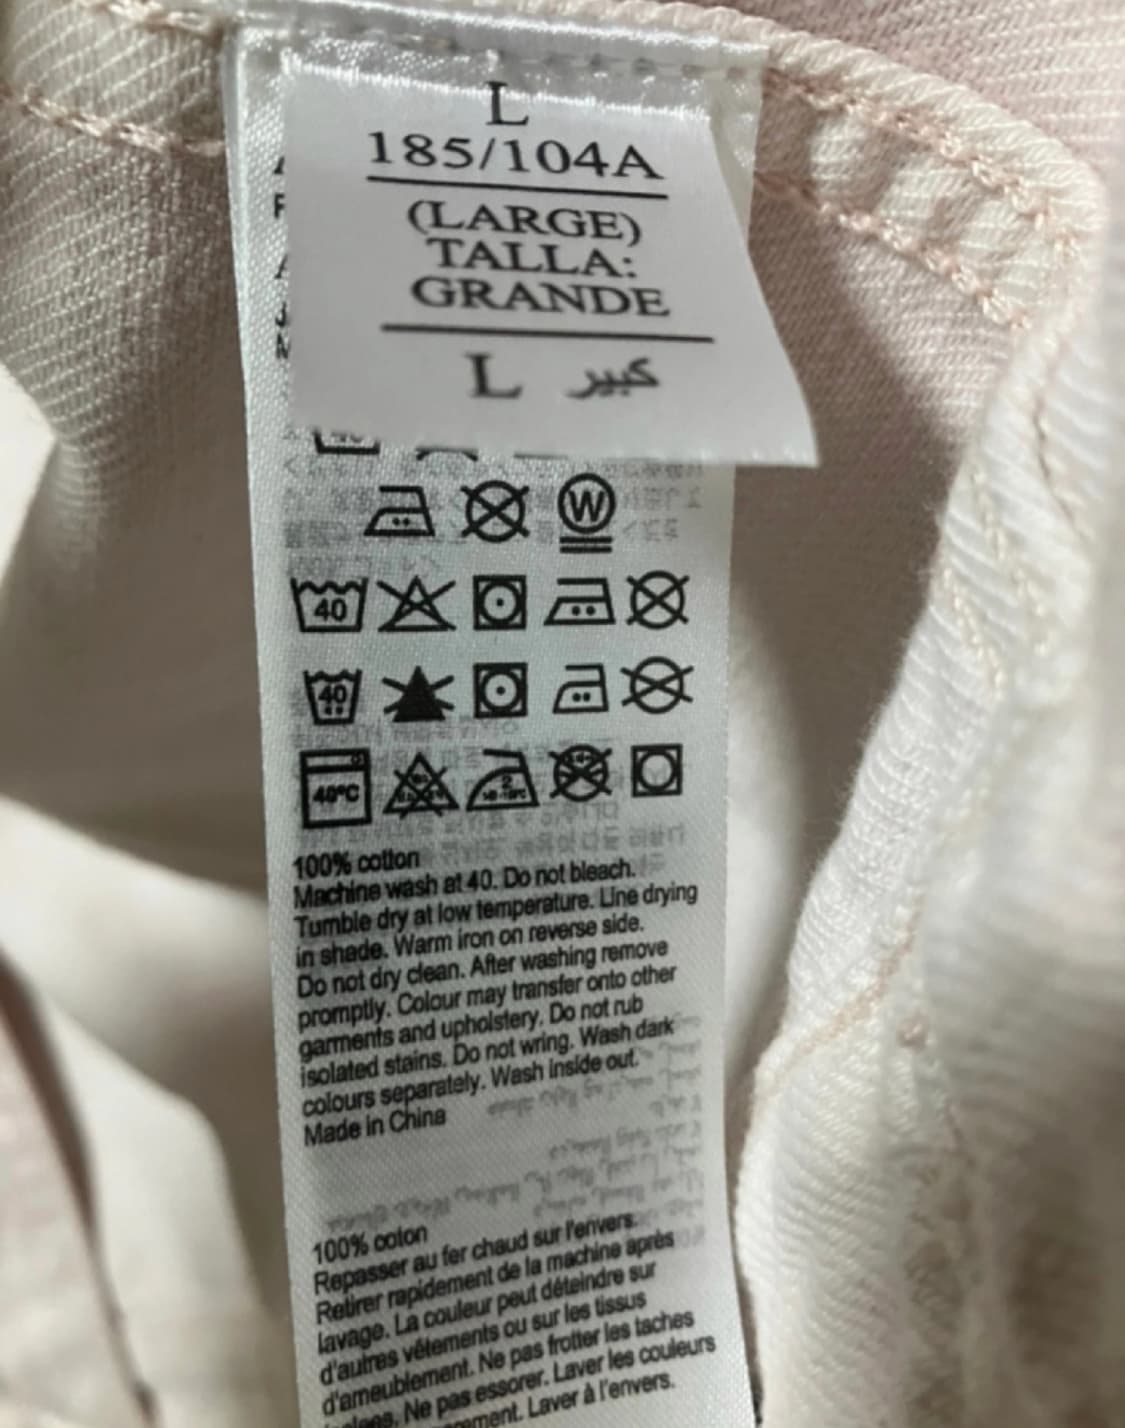 L
185/104A
(LARGE)
TALLA:
GRANDE
L كبير
W
40
40
40°C
100% cotton
Machine wash at 40. Do not bleach.
Tumble dry at low temperature. Line drying
in shade. Warm iron on reverse side.
Do not dry clean. After washing remove
promptly. Colour may transfer onto other
garments and upholstery. Do not rub
isolated stains. Do not wring. Wash dark
colours separately. Wash inside out.
Made in China
100% coton
Repasser au fer chaud sur l'envers.
Retirer rapidement de la machine après
lavage. La couleur peut déteindre sur
d'autres vêtements ou sur les tissus
d'ameublement. Ne pas frotter les taches
Ne pas essorer. Laver les couleurs
Laver à l'envers.